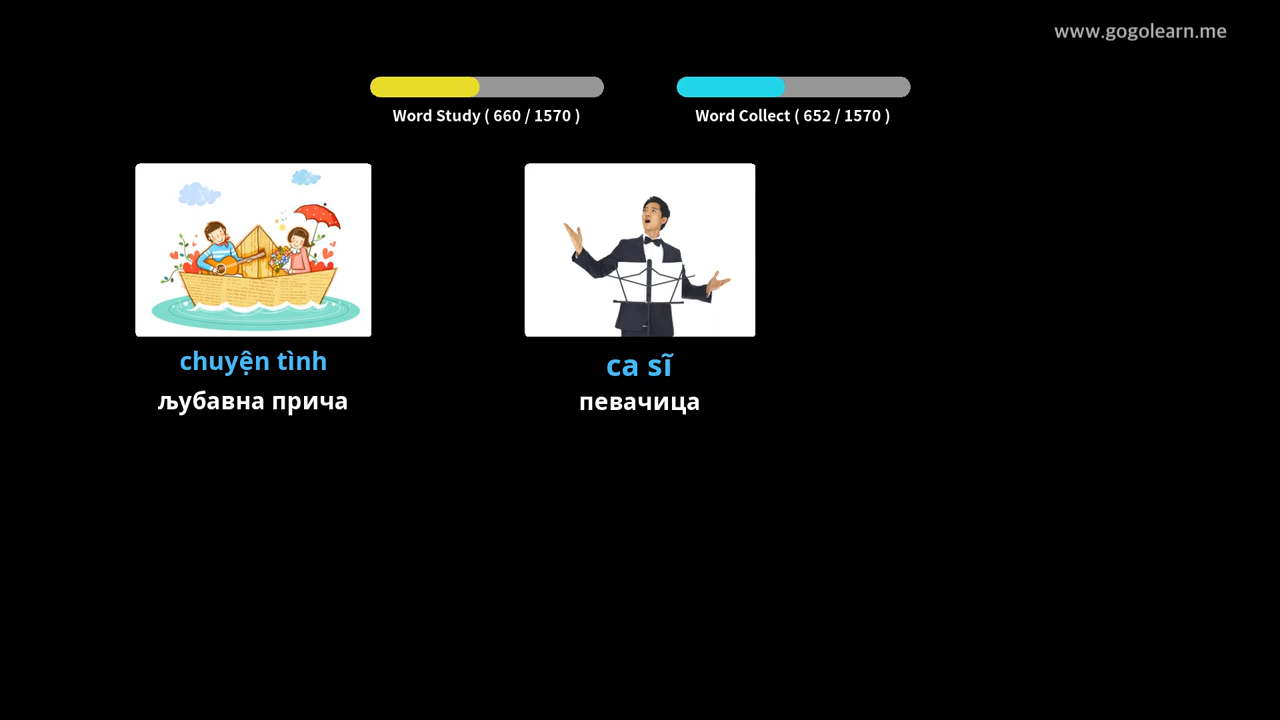 www.gogolearn.me
Word Study ( 660 / 1570 )
Word Collect ( 652 / 1570 )
chuyện tình
љубавна прича
ca sĩ
певачица